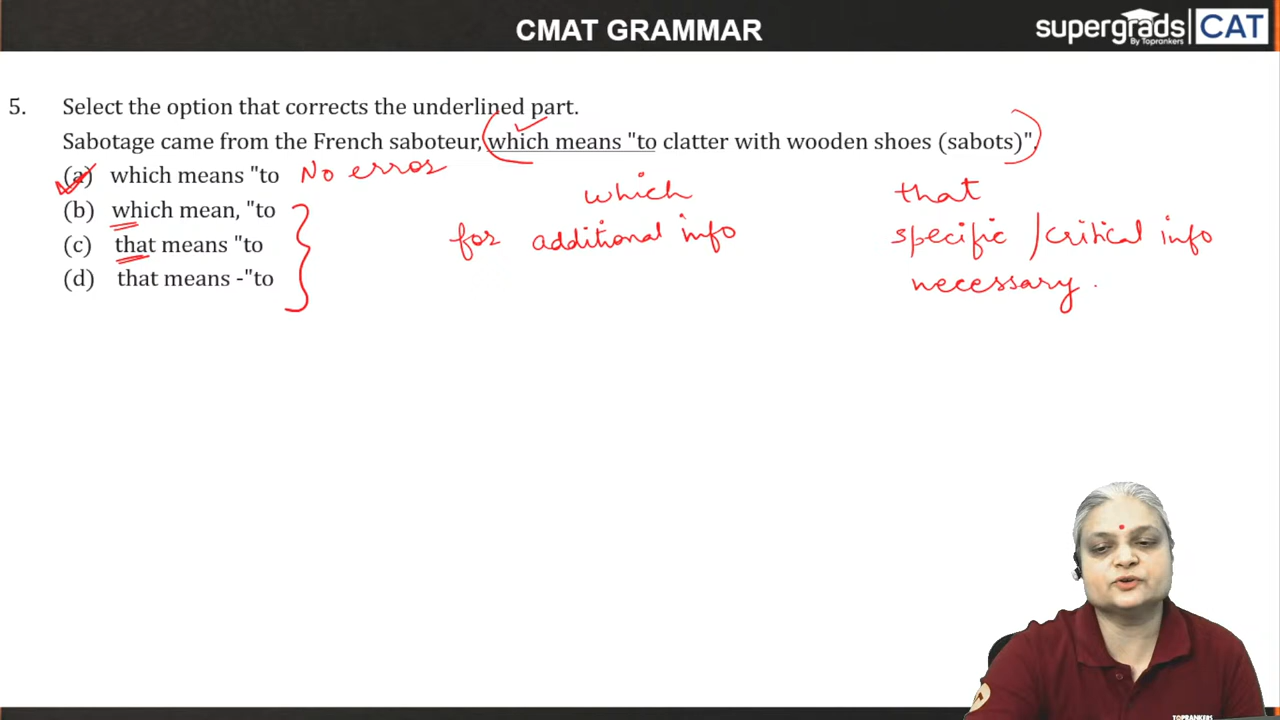 CMAT GRAMMAR
supergrads CAT
By Toprankers
5. Select the option that corrects the underlined part.
Sabotage came from the French saboteur, which means "to clatter with wooden shoes (sabots)".
(a) which means "to No error
(b) which mean, "to
(c) that means "to
(d) that means -"to
which
for additional info
that
specific / critical info
necessary.
TOPRANKERS